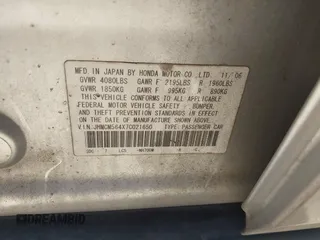 MFD. IN JAPAN BY HONDA MOTOR CO., LTD. 11/06
GVWR 4080LBS GAWR F 2195LBS R 1960LBS
GVWR 1850KG GAWR F 995KG R 890KG
THIS VEHICLE CONFORMS TO ALL APPLICABLE
FEDERAL MOTOR VEHICLE SAFETY, BUMPER,
AND THEFT PREVENTION STANDARDS IN EFFECT
ON THE DATE OF MANUFACTURE SHOWN ABOVE.
V.I.N. TYPE: PASSENGER CAR
DREAMBID